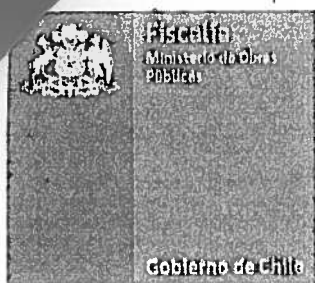 Fiscalía
Ministerio de Obras
Públicas
Gobierno de Chile